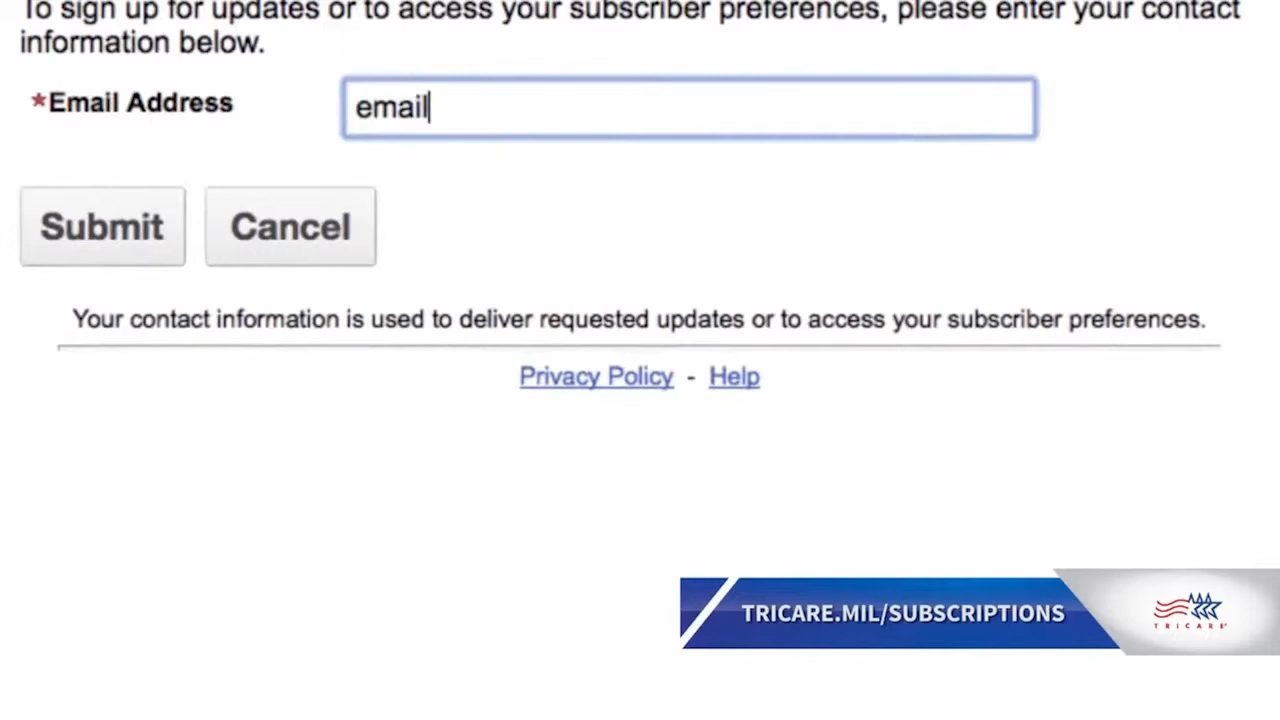 To sign up for updates or to access your subscriber preferences, please enter your contact
information below.
*Email Address
email
Submit
Cancel
Your contact information is used to deliver requested updates or to access your subscriber preferences.
Privacy Policy - Help
TRICARE.MIL/SUBSCRIPTIONS
TRICARE